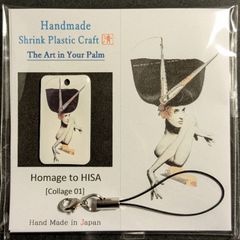 Handmade
Shrink Plastic Craft
The Art in Your Palm
Homage to HISA
[Collage 01]
Hand Made in Japan